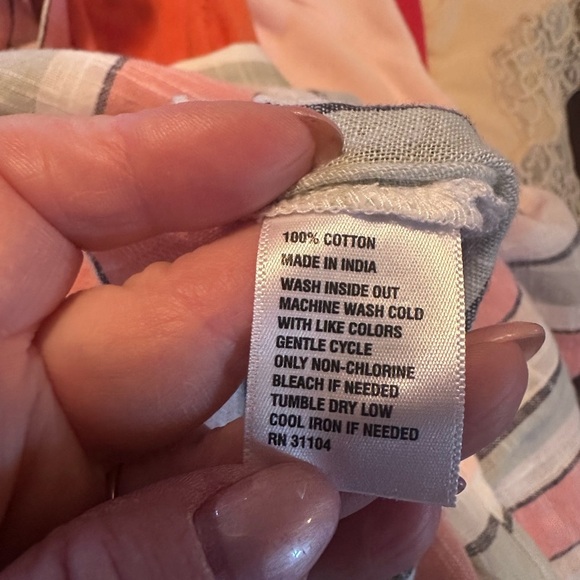 100% COTTON
MADE IN INDIA
WASH INSIDE OUT
MACHINE WASH COLD
WITH LIKE COLORS
GENTLE CYCLE
ONLY NON-CHLORINE
BLEACH IF NEEDED
TUMBLE DRY LOW
COOL IRON IF NEEDED
RN 31104